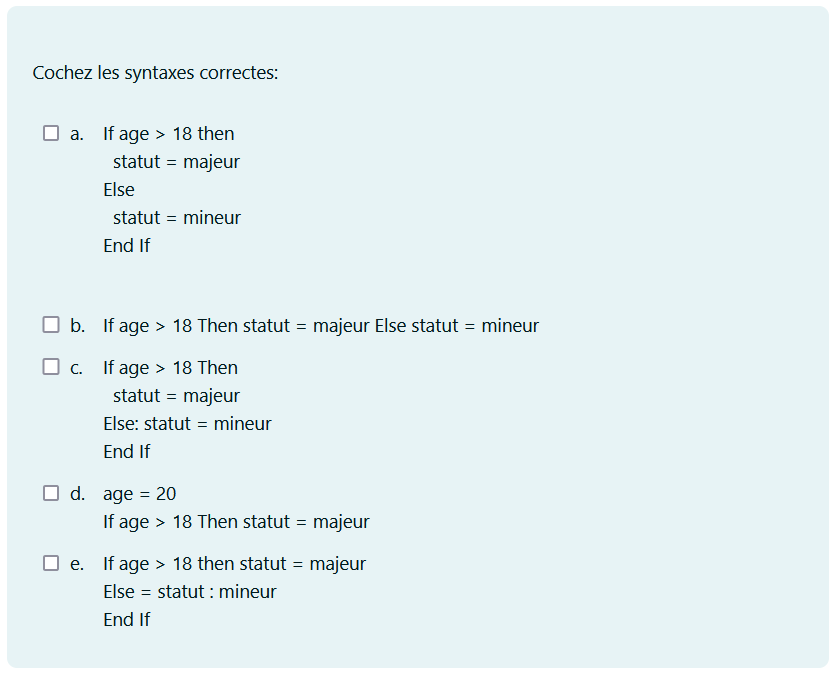 Cochez les syntaxes correctes:
a. If age > 18 then
statut = majeur
Else
statut = mineur
End If
b. If age > 18 Then statut = majeur Else statut = mineur
c. If age > 18 Then
statut = majeur
Else: statut = mineur
End If
d. age = 20
If age > 18 Then statut = majeur
e. If age > 18 then statut = majeur
Else = statut : mineur
End If